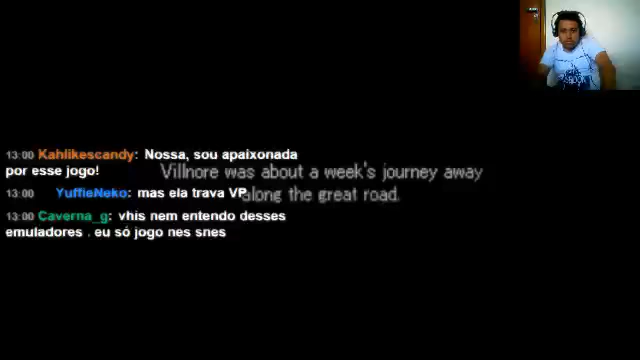 13:00 Kahlikescandy: Nossa, sou apaixonada
por esse jogo!
Villnore was about a week's journey away
along the great road.
13:00 YuffieNeko: mas ela trava VP
13:00 Caverna_g: vhis nem entendo desses
emuladores . eu só jogo nes snes